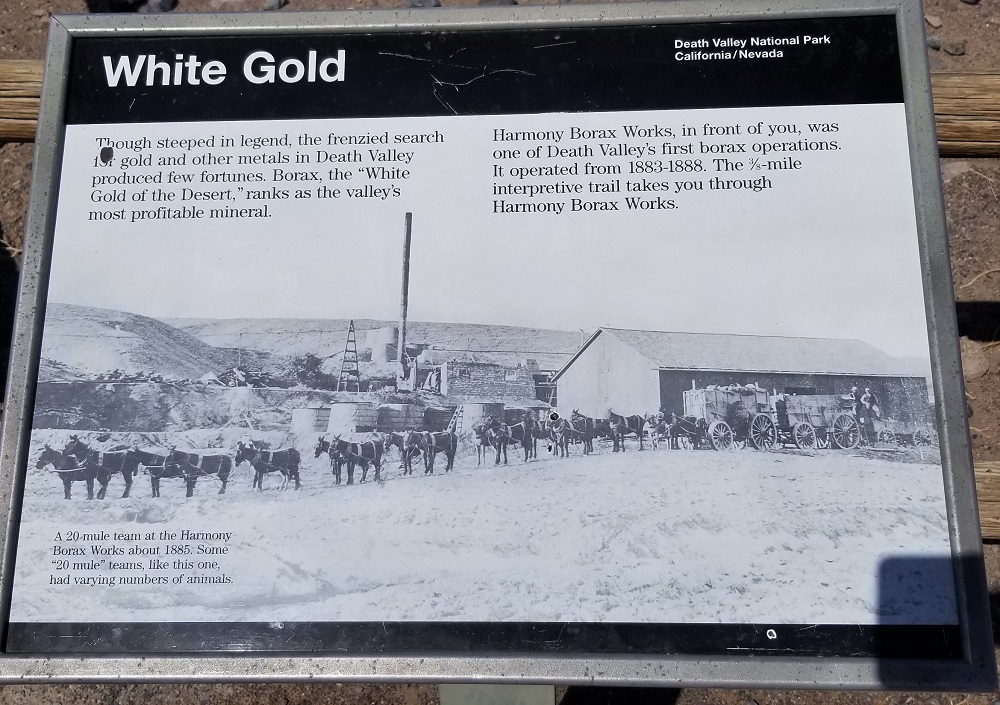 White Gold
Death Valley National Park
California/Nevada
Though steeped in legend, the frenzied search
for gold and other metals in Death Valley
produced few fortunes. Borax, the “White
Gold of the Desert,” ranks as the valley’s
most profitable mineral.
Harmony Borax Works, in front of you, was
one of Death Valley’s first borax operations.
It operated from 1883-1888. The ⅜-mile
interpretive trail takes you through
Harmony Borax Works.
A 20-mule team at the Harmony
Borax Works about 1885. Some
“20 mule” teams, like this one,
had varying numbers of animals.